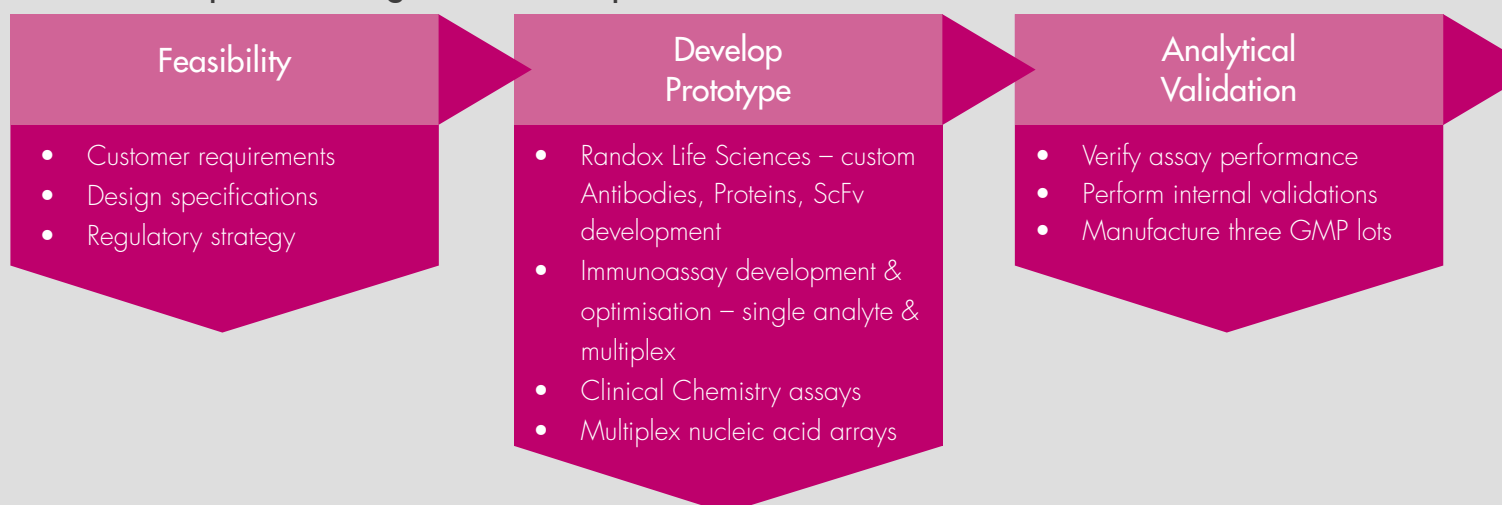 Feasibility
• Customer requirements
• Design specifications
• Regulatory strategy
Develop
Prototype
• Randox Life Sciences – custom
Antibodies, Proteins, ScFv
development
• Immunoassay development &
optimisation – single analyte &
multiplex
• Clinical Chemistry assays
• Multiplex nucleic acid arrays
Analytical
Validation
• Verify assay performance
• Perform internal validations
• Manufacture three GMP lots